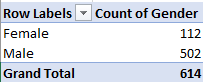 Row Labels Count of Gender
Female 112
Male 502
Grand Total 614